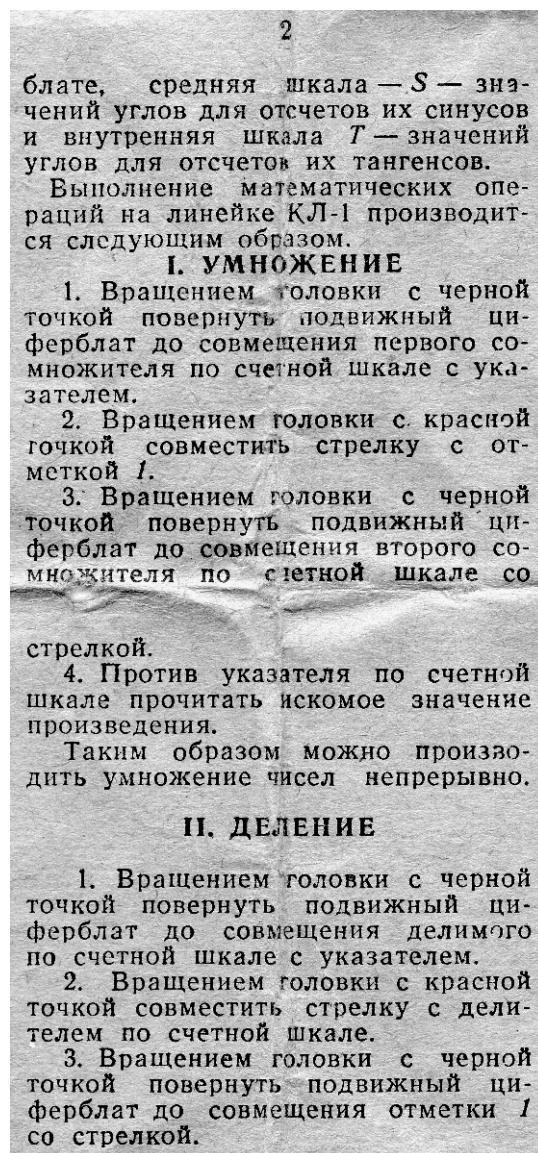 2
блате, средняя шкала — S — зна-
чений углов для отсчетов их синусов
и внутренняя шкала T — значений
углов для отсчетов их тангенсов.
Выполнение математических опе-
раций на линейке КЛ-1 производит-
ся следующим образом.
I. УМНОЖЕНИЕ
1. Вращением головки с черной
точкой повернуть подвижный ци-
ферблат до совмещения первого со-
множителя по счетной шкале с ука-
зателем.
2. Вращением головки с красной
точкой совместить стрелку с от-
меткой 1.
3. Вращением головки с черной
точкой повернуть подвижный ци-
ферблат до совмещения второго со-
множителя по счетной шкале со
стрелкой.
4. Против указателя по счетной
шкале прочитать искомое значение
произведения.
Таким образом можно произво-
дить умножение чисел непрерывно.
II. ДЕЛЕНИЕ
1. Вращением головки с черной
точкой повернуть подвижный ци-
ферблат до совмещения делимого
по счетной шкале с указателем.
2. Вращением головки с красной
точкой совместить стрелку с дели-
телем по счетной шкале.
3. Вращением головки с черной
точкой повернуть подвижный ци-
ферблат до совмещения отметки 1
со стрелкой.